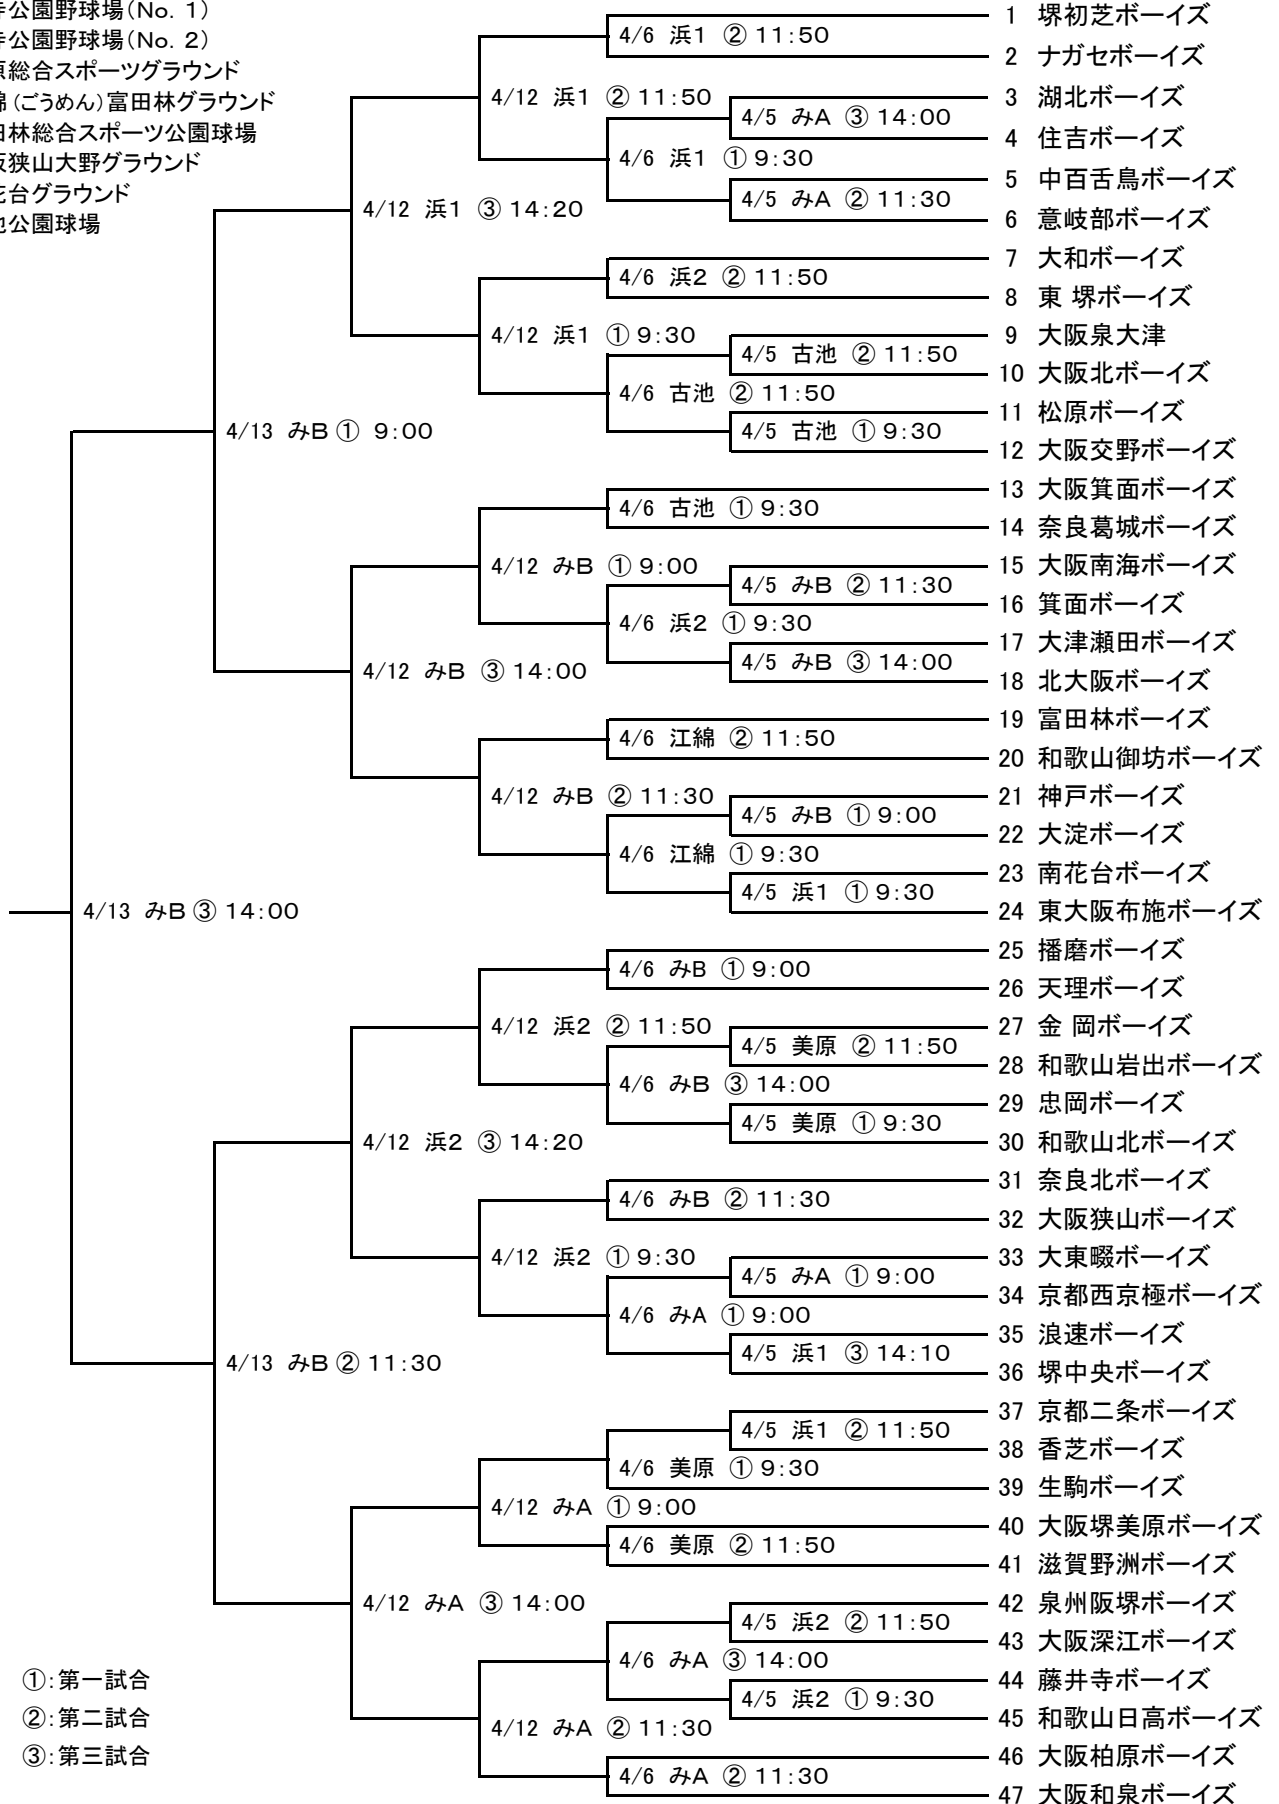 公園野球場(No. 1)
公園野球場(No. 2)
総合スポーツグラウンド
(ごうめん)富田林グラウンド
林総合スポーツ公園球場
狭山大野グラウンド
台グラウンド
公園球場
1 堺初芝ボーイズ
4/6 浜1 ② 11:50
2 ナガセボーイズ
4/12 浜1 ② 11:50
3 湖北ボーイズ
4/5 みA ③ 14:00
4 住吉ボーイズ
4/6 浜1 ① 9:30
5 中百舌鳥ボーイズ
4/5 みA ② 11:30
6 意岐部ボーイズ
4/12 浜1 ③ 14:20
7 大和ボーイズ
4/6 浜2 ② 11:50
8 東 堺ボーイズ
4/12 浜1 ① 9:30
9 大阪泉大津
4/5 古池 ② 11:50
10 大阪北ボーイズ
4/6 古池 ② 11:50
11 松原ボーイズ
4/5 古池 ① 9:30
12 大阪交野ボーイズ
4/13 みB ① 9:00
13 大阪箕面ボーイズ
4/6 古池 ① 9:30
14 奈良葛城ボーイズ
4/12 みB ① 9:00
15 大阪南海ボーイズ
4/5 みB ② 11:30
16 箕面ボーイズ
4/6 浜2 ① 9:30
17 大津瀬田ボーイズ
4/5 みB ③ 14:00
18 北大阪ボーイズ
4/12 みB ③ 14:00
19 富田林ボーイズ
4/6 江綿 ② 11:50
20 和歌山御坊ボーイズ
4/12 みB ② 11:30
21 神戸ボーイズ
4/5 みB ① 9:00
22 大淀ボーイズ
4/6 江綿 ① 9:30
23 南花台ボーイズ
4/5 浜1 ① 9:30
24 東大阪布施ボーイズ
4/13 みB ③ 14:00
25 播磨ボーイズ
4/6 みB ① 9:00
26 天理ボーイズ
4/12 浜2 ② 11:50
27 金 岡ボーイズ
4/5 美原 ② 11:50
28 和歌山岩出ボーイズ
4/6 みB ③ 14:00
29 忠岡ボーイズ
4/5 美原 ① 9:30
30 和歌山北ボーイズ
4/12 浜2 ③ 14:20
31 奈良北ボーイズ
4/6 みB ② 11:30
32 大阪狭山ボーイズ
4/12 浜2 ① 9:30
33 大東畷ボーイズ
4/5 みA ① 9:00
34 京都西京極ボーイズ
4/6 みA ① 9:00
35 浪速ボーイズ
4/5 浜1 ③ 14:10
36 堺中央ボーイズ
4/13 みB ② 11:30
37 京都二条ボーイズ
4/5 浜1 ② 11:50
38 香芝ボーイズ
4/6 美原 ① 9:30
39 生駒ボーイズ
4/12 みA ① 9:00
40 大阪堺美原ボーイズ
4/6 美原 ② 11:50
41 滋賀野洲ボーイズ
4/12 みA ③ 14:00
42 泉州阪堺ボーイズ
4/5 浜2 ② 11:50
43 大阪深江ボーイズ
4/6 みA ③ 14:00
44 藤井寺ボーイズ
4/5 浜2 ① 9:30
45 和歌山日高ボーイズ
4/12 みA ② 11:30
46 大阪柏原ボーイズ
4/6 みA ② 11:30
47 大阪和泉ボーイズ
①:第一試合
②:第二試合
③:第三試合